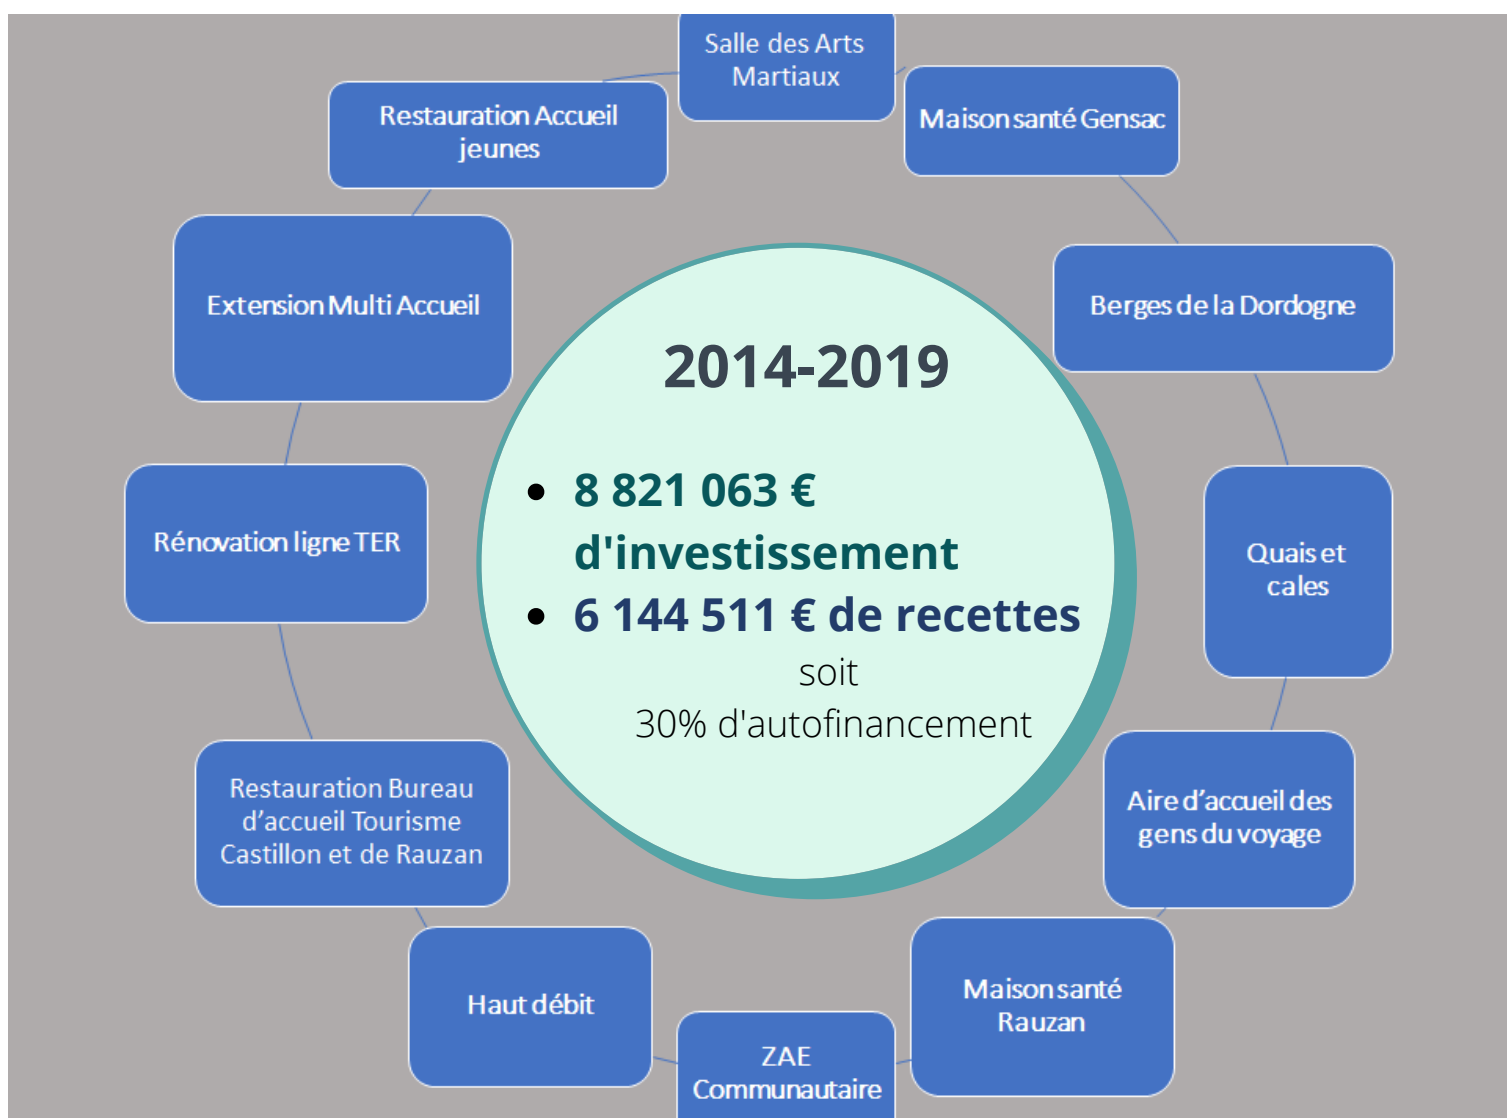 Salle des Arts
Martiaux
Maison santé Gensac
Berges de la Dordogne
Quais et
cales
Aire d’accueil des
gens du voyage
Maison santé
Rauzan
ZAE
Communautaire
Haut débit
Restauration Bureau
d’accueil Tourisme
Castillon et de Rauzan
Rénovation ligne TER
Extension Multi Accueil
Restauration Accueil
jeunes
2014-2019
• 8 821 063 €
d'investissement
• 6 144 511 € de recettes
soit
30% d'autofinancement